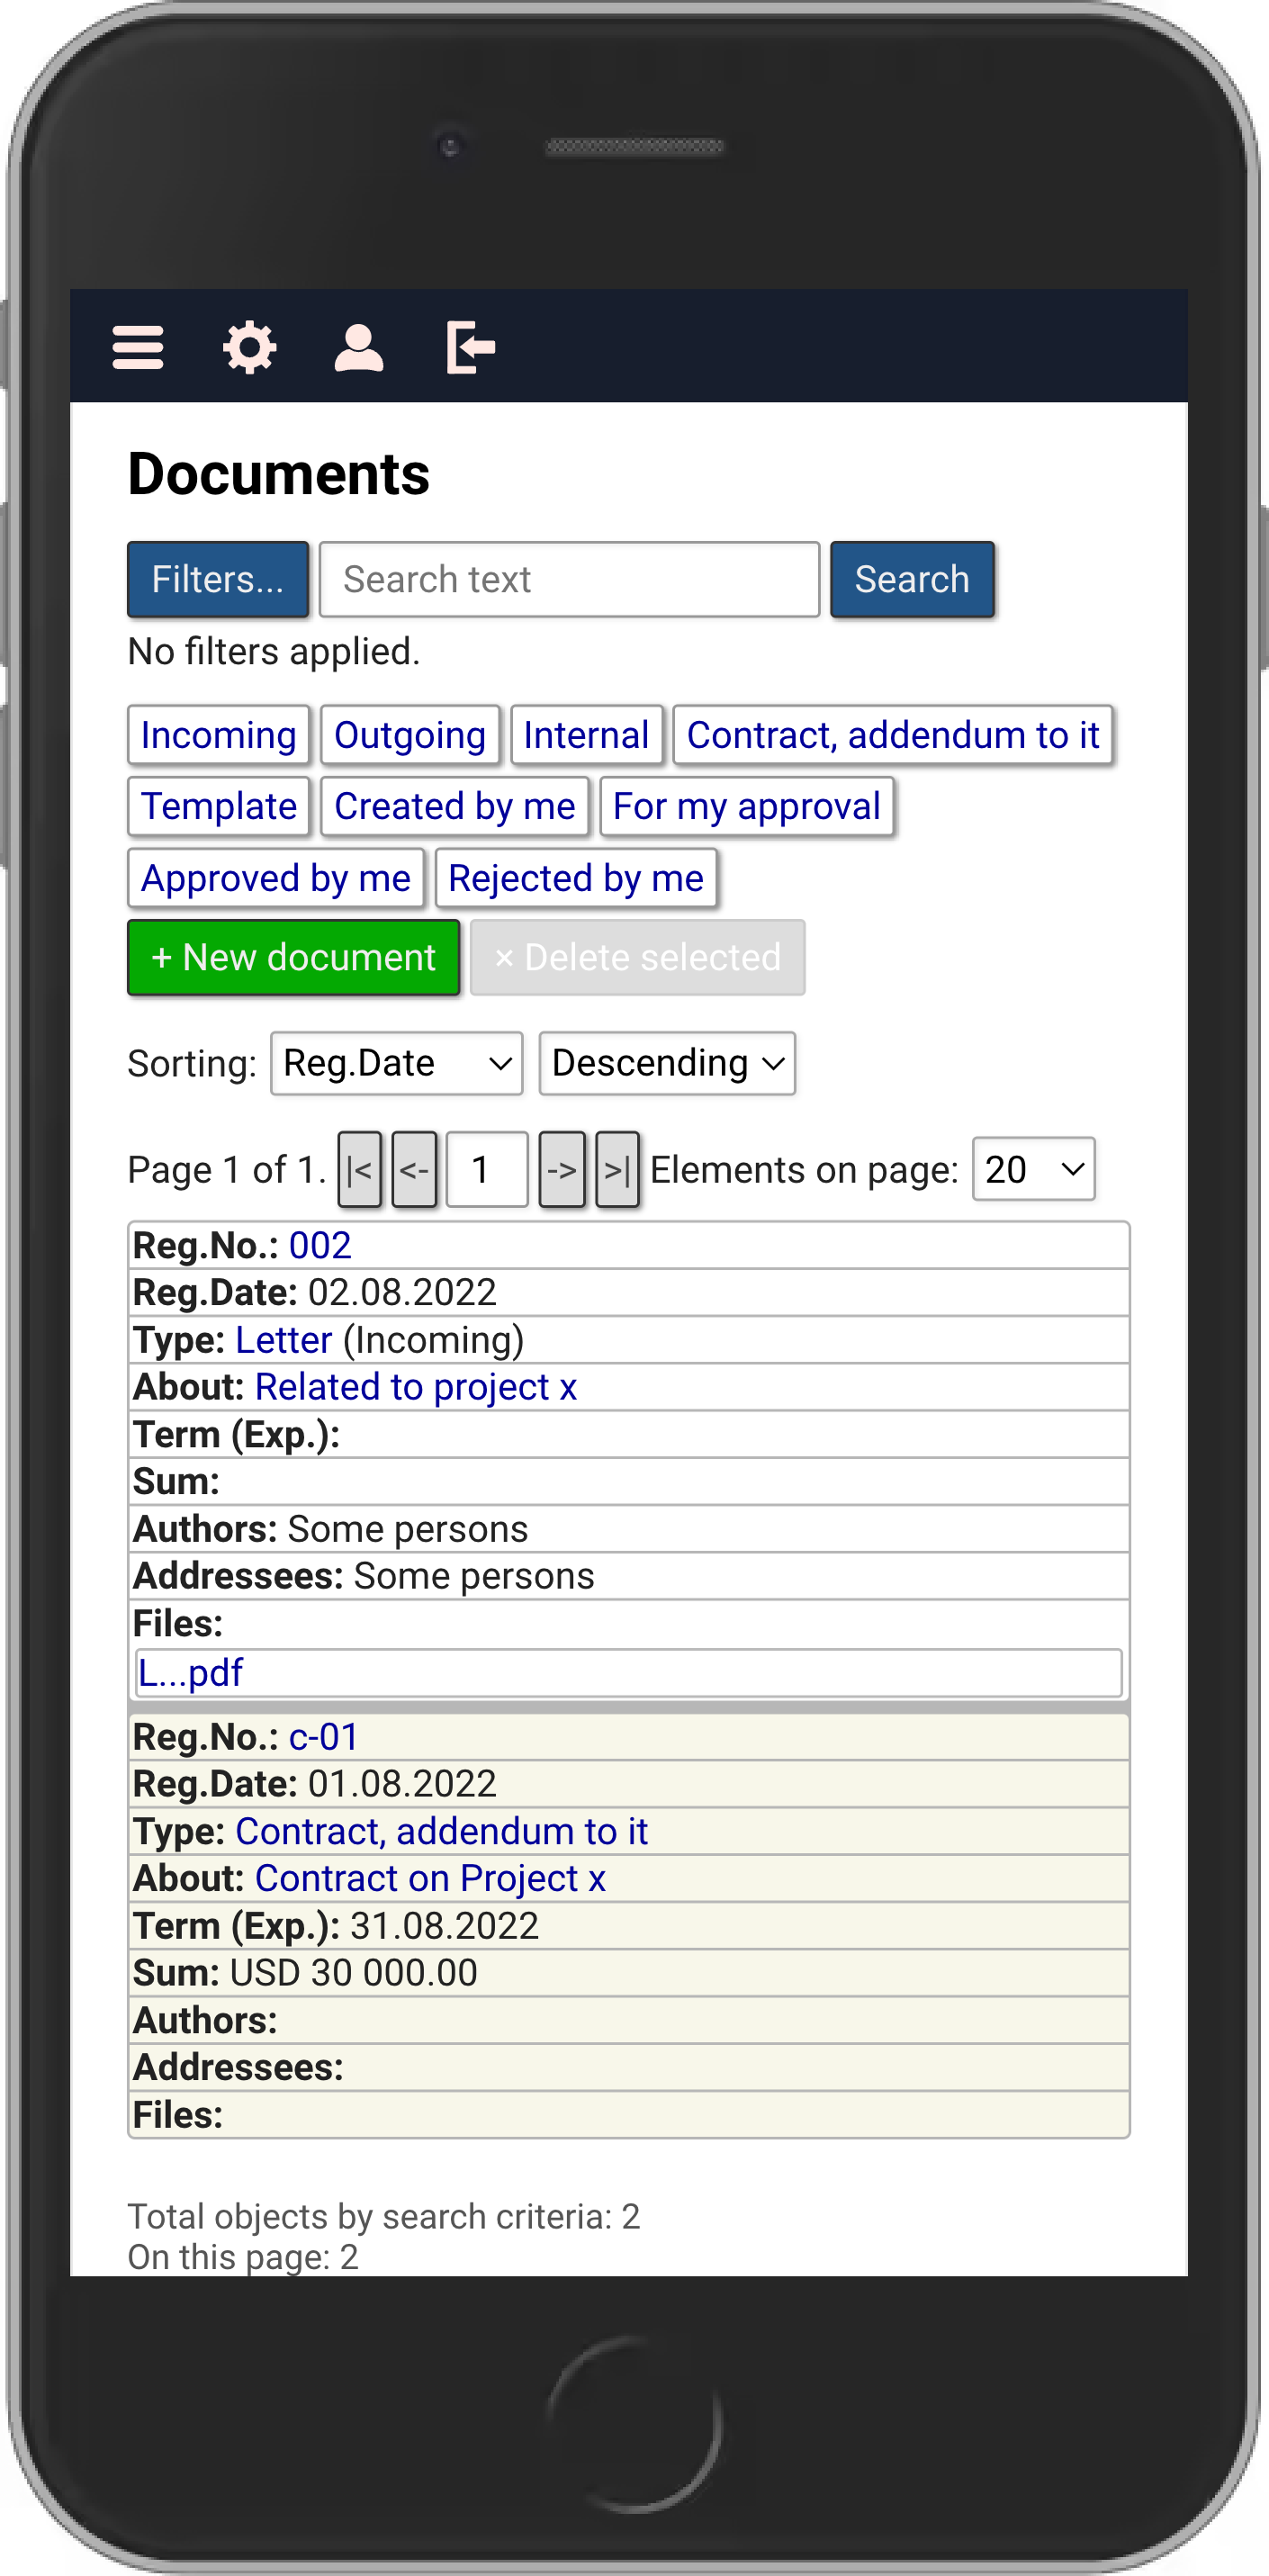 Documents
Filters... Search text Search
No filters applied.
Incoming Outgoing Internal Contract, addendum to it
Template Created by me For my approval
Approved by me Rejected by me
+ New document × Delete selected
Sorting: Reg.Date Descending
Page 1 of 1. |< <- 1 -> >| Elements on page: 20
Reg.No.: 002
Reg.Date: 02.08.2022
Type: Letter (Incoming)
About: Related to project x
Term (Exp.):
Sum:
Authors: Some persons
Addressees: Some persons
Files:
L...pdf
Reg.No.: c-01
Reg.Date: 01.08.2022
Type: Contract, addendum to it
About: Contract on Project x
Term (Exp.): 31.08.2022
Sum: USD 30 000.00
Authors:
Addressees:
Files:
Total objects by search criteria: 2
On this page: 2